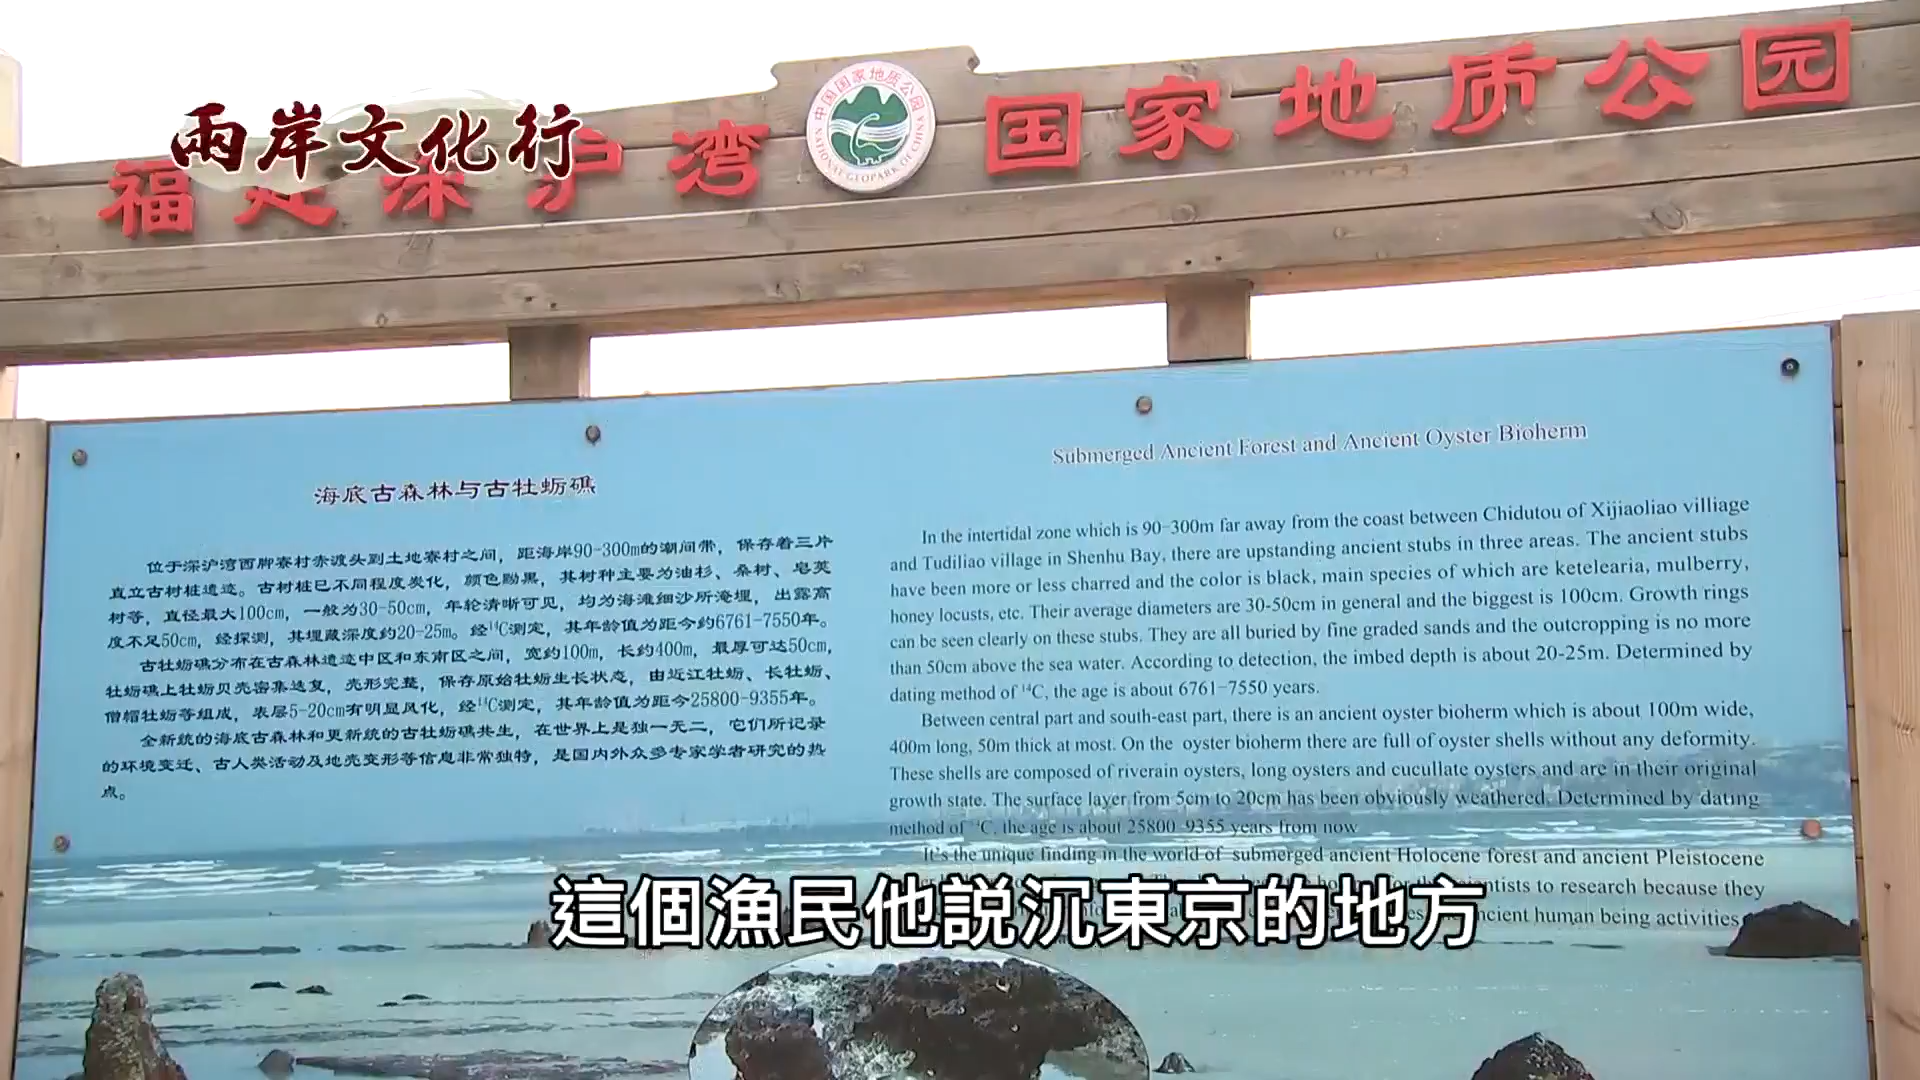 兩岸文化行
福建深沪湾 国家地质公园
中国国家地质公园
NATIONAL GEOPARK OF CHINA
海底古森林与古牡蛎礁
位于深沪湾西脚寮村赤渡头到土地寮村之间，距海岸90-300m的潮间带，保存着三片
直立古树桩遗迹。古树桩已不同程度炭化，颜色黝黑，其树种主要为油杉、桑树、皂荚
树等，直径最大100cm，一般为30-50cm，年轮清晰可见，均为海滩细沙所淹埋，出露高
度不足50cm，经探测，其埋藏深度约20-25m。经¹⁴C测定，其年龄值为距今约6761-7550年。
古牡蛎礁分布在古森林遗迹中区和东南区之间，宽约100m，长约400m，最厚可达50cm，
牡蛎礁上牡蛎贝壳密集迭复，壳形完整，保存原始牡蛎生长状态，由近江牡蛎、长牡蛎、
僧帽牡蛎等组成，表层5-20cm有明显风化，经¹⁴C测定，其年龄值为距今25800-9355年。
全新统的海底古森林和更新统的古牡蛎礁共生，在世界上是独一无二，它们所记录
的环境变迁、古人类活动及地壳变形等信息非常独特，是国内外众多专家学者研究的热
点。
Submerged Ancient Forest and Ancient Oyster Bioherm
In the intertidal zone which is 90-300m far away from the coast between Chidutou of Xijiaoliao villiage
and Tudiliao village in Shenhu Bay, there are upstanding ancient stubs in three areas. The ancient stubs
have been more or less charred and the color is black, main species of which are ketelearia, mulberry,
honey locusts, etc. Their average diameters are 30-50cm in general and the biggest is 100cm. Growth rings
can be seen clearly on these stubs. They are all buried by fine graded sands and the outcropping is no more
than 50cm above the sea water. According to detection, the imbed depth is about 20-25m. Determined by
dating method of ¹⁴C, the age is about 6761-7550 years.
Between central part and south-east part, there is an ancient oyster bioherm which is about 100m wide,
400m long, 50m thick at most. On the oyster bioherm there are full of oyster shells without any deformity.
These shells are composed of riverain oysters, long oysters and cucullate oysters and are in their original
growth state. The surface layer from 5cm to 20cm has been obviously weathered. Determined by dating
method of ¹⁴C, the age is about 25800-9355 years from now
It's the unique finding in the world of submerged ancient Holocene forest and ancient Pleistocene
scientists to research because they
ancient human being activities
這個漁民他説沉東京的地方